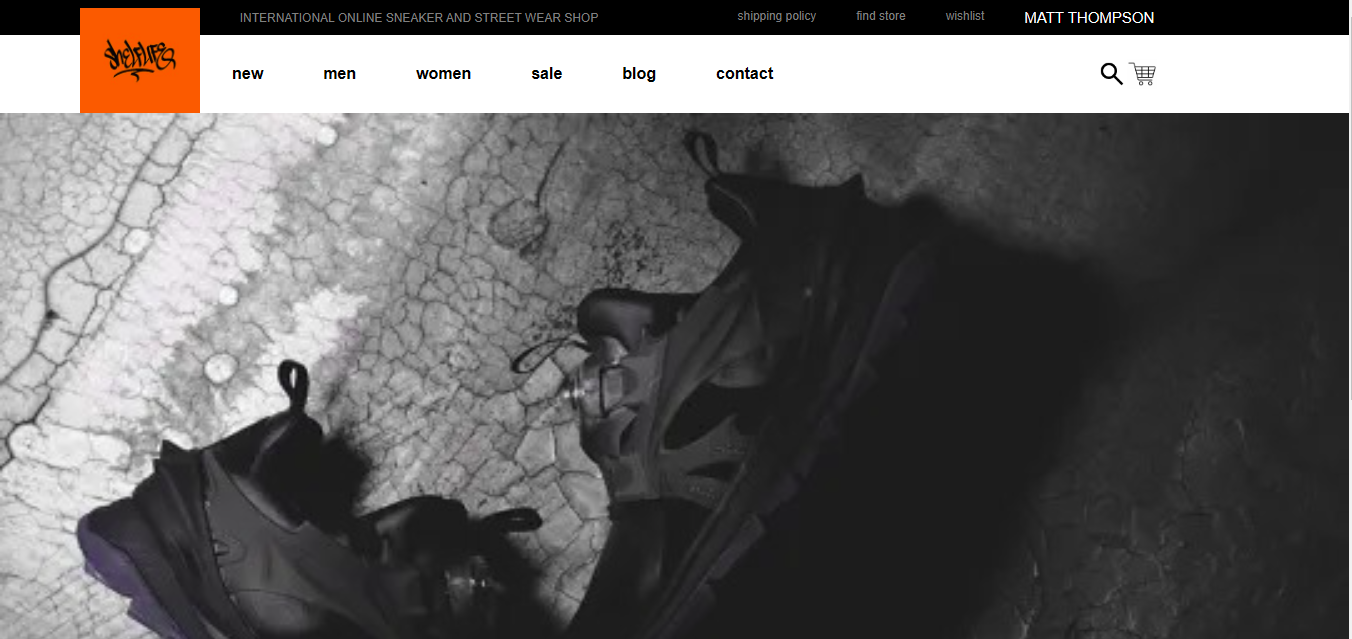 INTERNATIONAL ONLINE SNEAKER AND STREET WEAR SHOP shipping policy find store wishlist MATT THOMPSON
shelflife
new men women sale blog contact